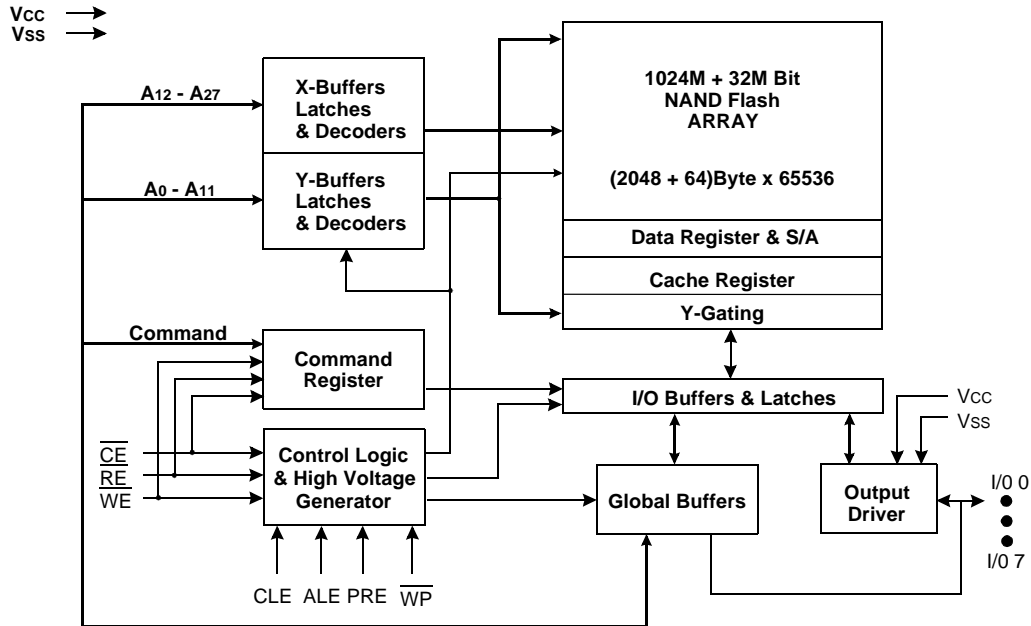 VCC
VSS
A12 - A27
X-Buffers
Latches
& Decoders
A0 - A11
Y-Buffers
Latches
& Decoders
1024M + 32M Bit
NAND Flash
ARRAY
(2048 + 64)Byte x 65536
Data Register & S/A
Cache Register
Y-Gating
Command
Command
Register
I/O Buffers & Latches
VCC
VSS
CE
RE
WE
Control Logic
& High Voltage
Generator
Global Buffers
Output
Driver
I/0 0
I/0 7
CLE ALE PRE WP